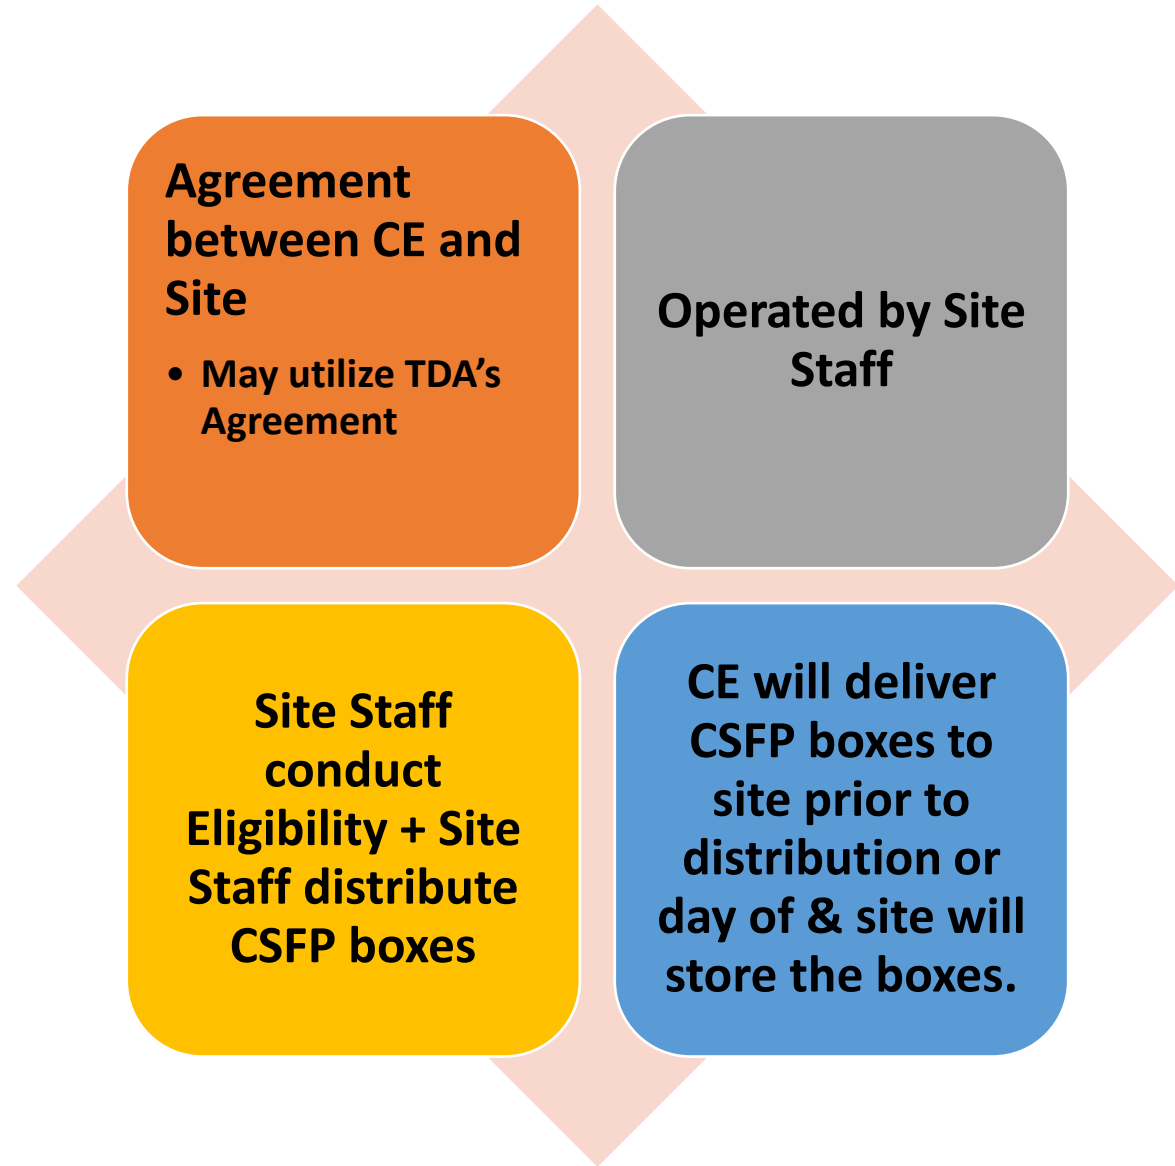 Agreement
between CE and
Site
• May utilize TDA’s
Agreement
Operated by Site
Staff
Site Staff
conduct
Eligibility + Site
Staff distribute
CSFP boxes
CE will deliver
CSFP boxes to
site prior to
distribution or
day of & site will
store the boxes.